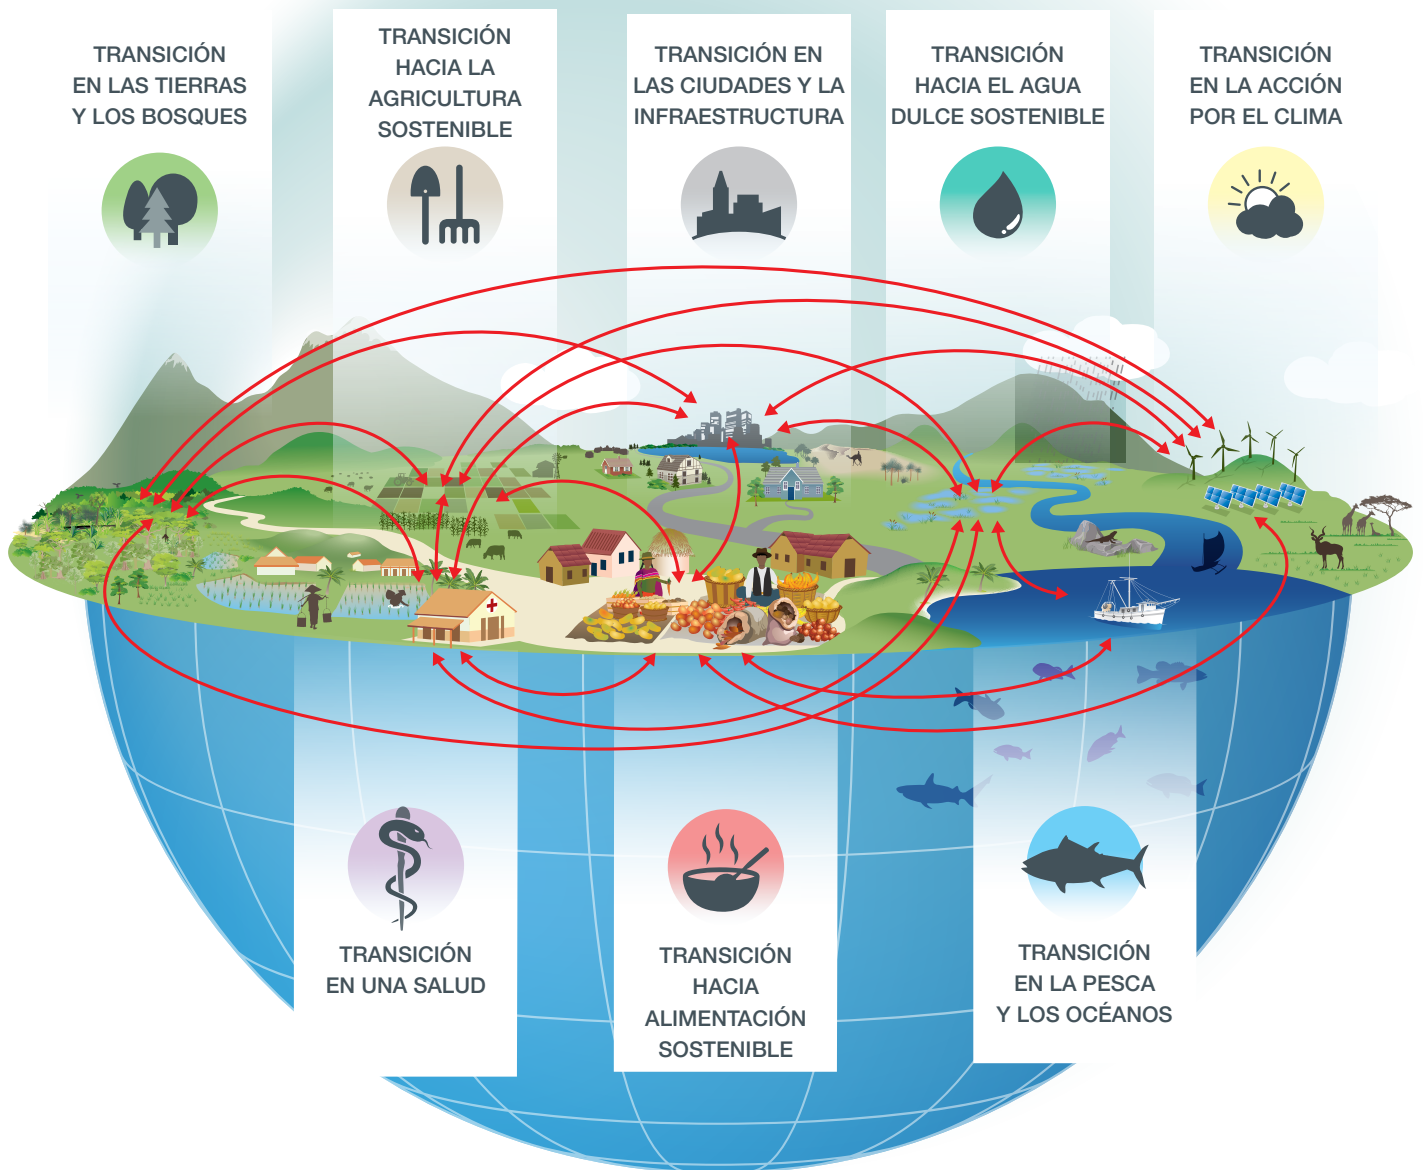 TRANSICIÓN
EN LAS TIERRAS
Y LOS BOSQUES
TRANSICIÓN
HACIA LA
AGRICULTURA
SOSTENIBLE
TRANSICIÓN EN
LAS CIUDADES Y LA
INFRAESTRUCTURA
TRANSICIÓN
HACIA EL AGUA
DULCE SOSTENIBLE
TRANSICIÓN
EN LA ACCIÓN
POR EL CLIMA
TRANSICIÓN
EN UNA SALUD
TRANSICIÓN
HACIA
ALIMENTACIÓN
SOSTENIBLE
TRANSICIÓN
EN LA PESCA
Y LOS OCÉANOS